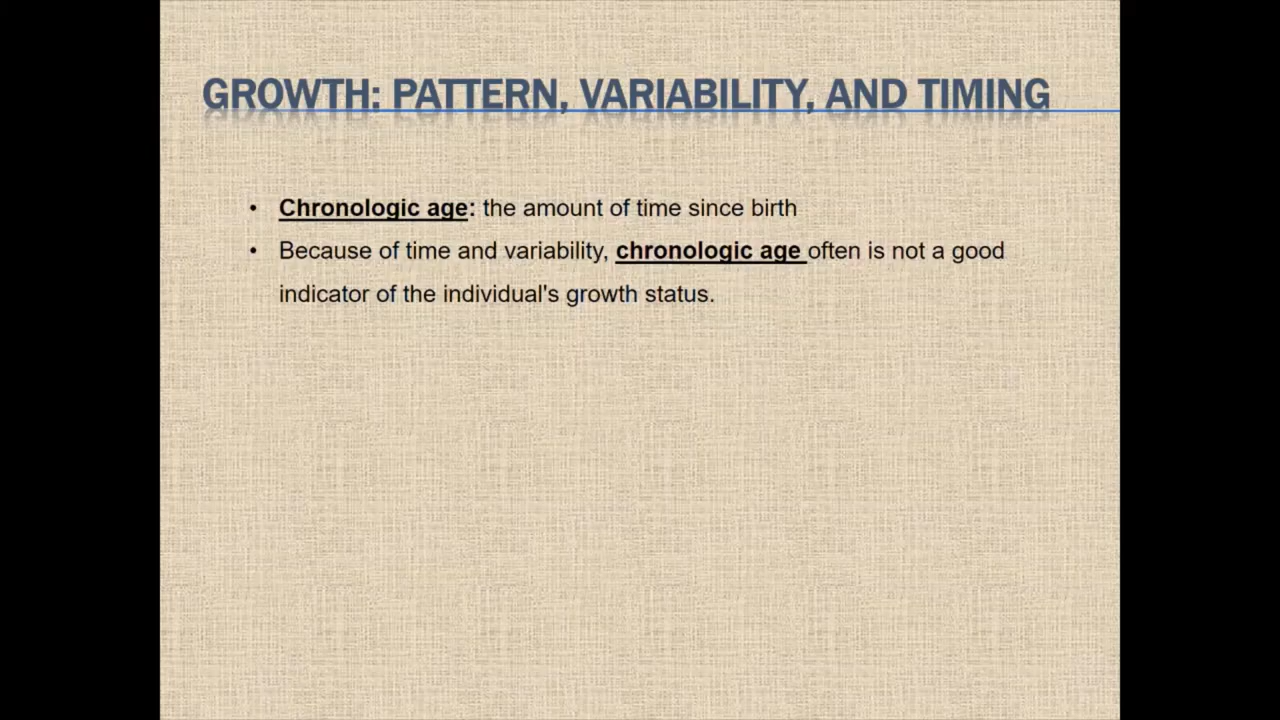 GROWTH: PATTERN, VARIABILITY, AND TIMING
• Chronologic age: the amount of time since birth
• Because of time and variability, chronologic age often is not a good
indicator of the individual's growth status.